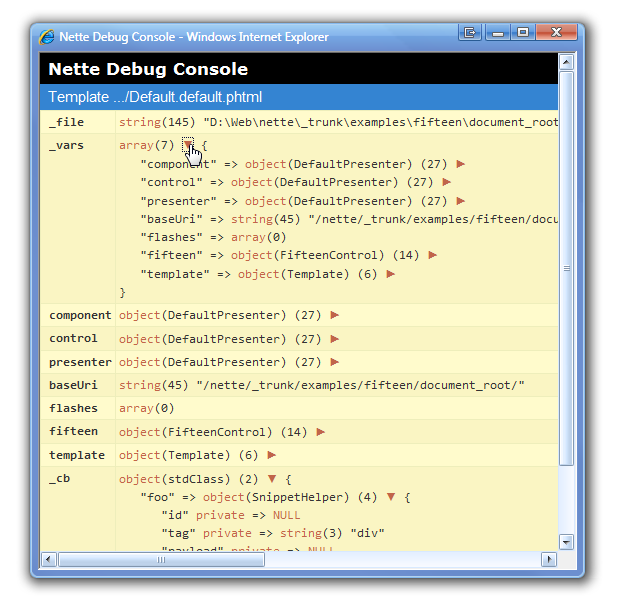 Nette Debug Console - Windows Internet Explorer
Nette Debug Console
Template .../Default.default.phtml
_file string(145) "D:\Web\nette\_trunk\examples\fifteen\document_root
_vars array(7) ▼ {
"component" => object(DefaultPresenter) (27) ►
"control" => object(DefaultPresenter) (27) ►
"presenter" => object(DefaultPresenter) (27) ►
"baseUri" => string(45) "/nette/_trunk/examples/fifteen/docu
"flashes" => array(0)
"fifteen" => object(FifteenControl) (14) ►
"template" => object(Template) (6) ►
}
component object(DefaultPresenter) (27) ►
control object(DefaultPresenter) (27) ►
presenter object(DefaultPresenter) (27) ►
baseUri string(45) "/nette/_trunk/examples/fifteen/document_root/"
flashes array(0)
fifteen object(FifteenControl) (14) ►
template object(Template) (6) ►
_cb object(stdClass) (2) ▼ {
"foo" => object(SnippetHelper) (4) ▼ {
"id" private => NULL
"tag" private => string(3) "div"
"payload" private => NULL